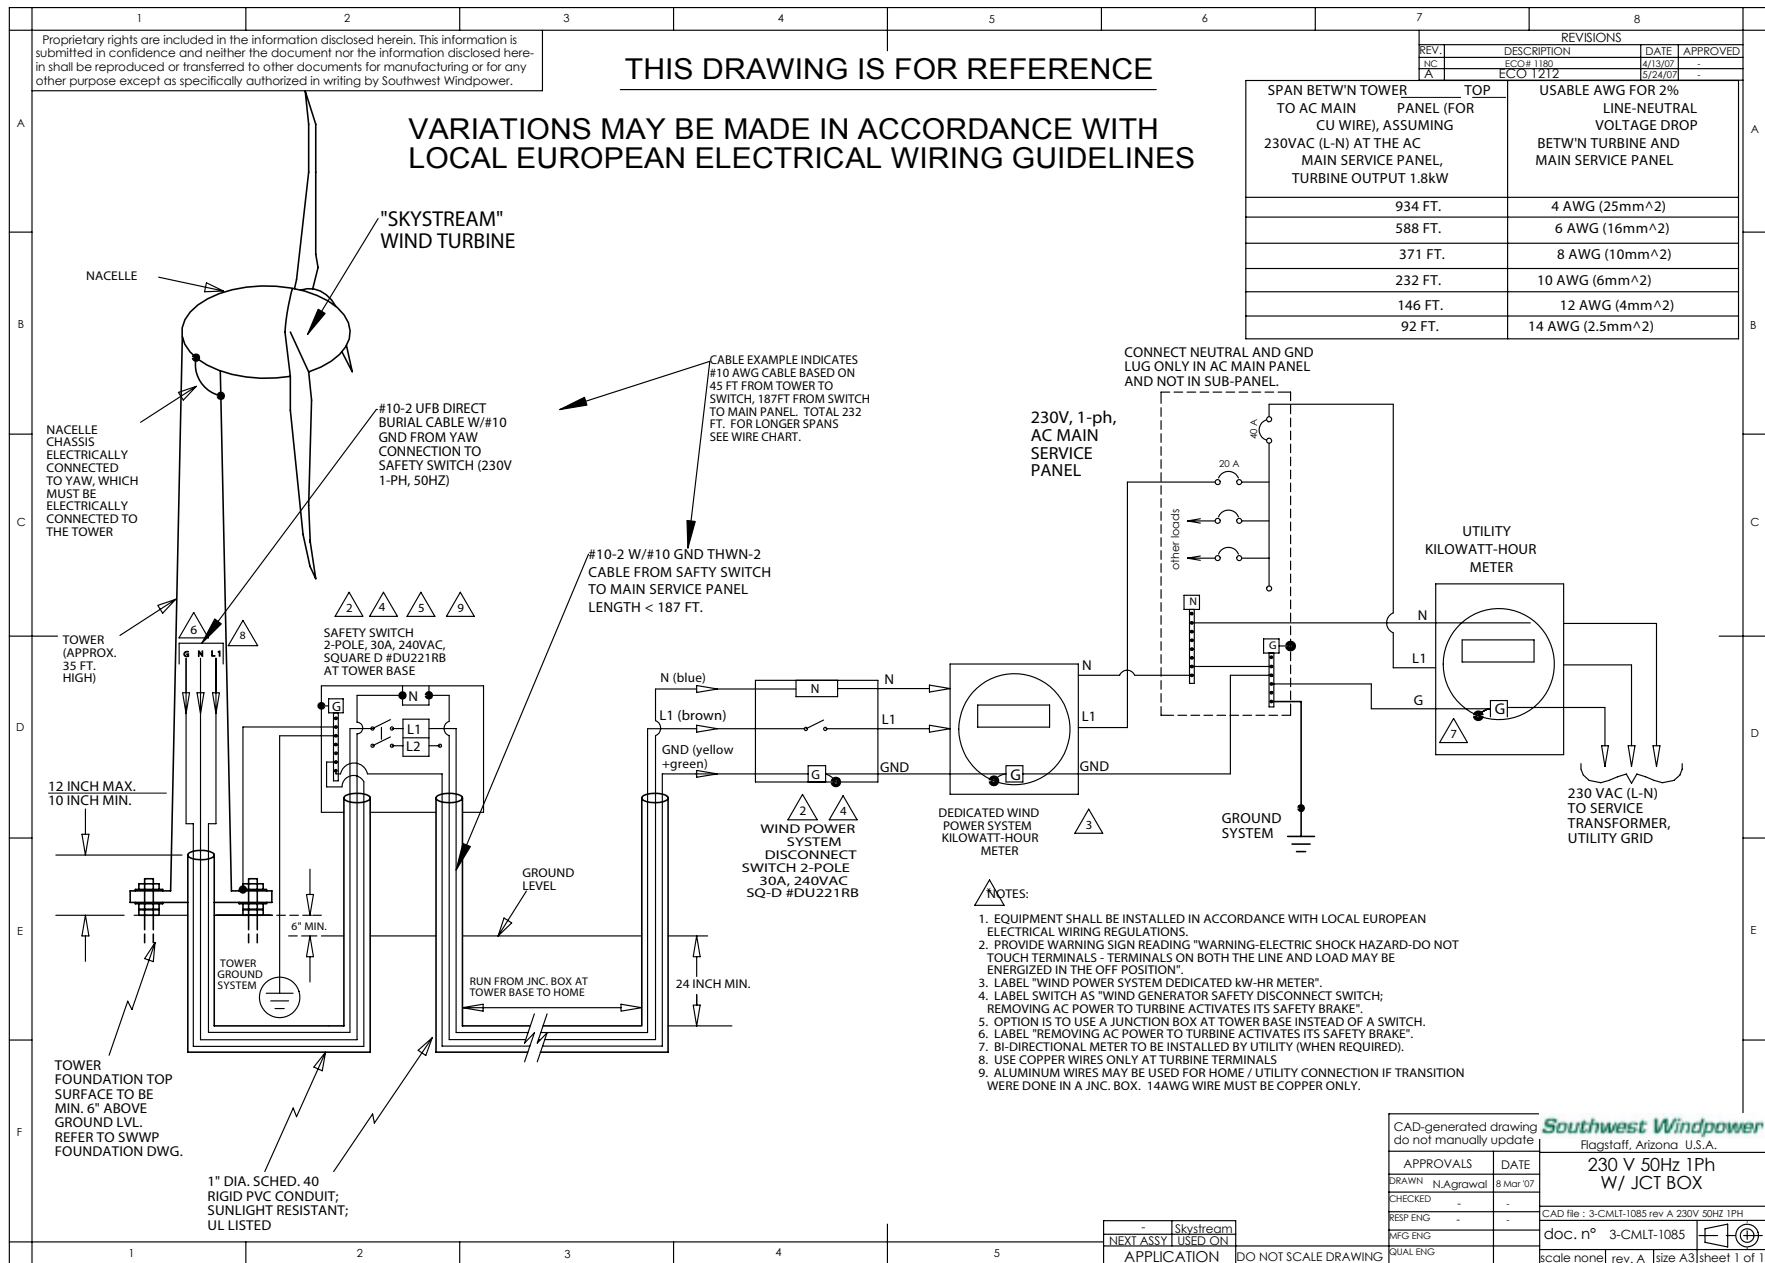 1 2 3 4 5 6 7 8
Proprietary rights are included in the information disclosed herein. This information is
submitted in confidence and neither the document nor the information disclosed here-
in shall be reproduced or transferred to other documents for manufacturing or for any
other purpose except as specifically authorized in writing by Southwest Windpower.
THIS DRAWING IS FOR REFERENCE
VARIATIONS MAY BE MADE IN ACCORDANCE WITH
LOCAL EUROPEAN ELECTRICAL WIRING GUIDELINES
REVISIONS
REV. DESCRIPTION DATE APPROVED
NC ECO# 1180 4/13/07 -
A ECO 1212 5/24/07 -
SPAN BETW'N TOWER TOP
TO AC MAIN PANEL (FOR
CU WIRE), ASSUMING
230VAC (L-N) AT THE AC
MAIN SERVICE PANEL,
TURBINE OUTPUT 1.8kW
USABLE AWG FOR 2%
LINE-NEUTRAL
VOLTAGE DROP
BETW'N TURBINE AND
MAIN SERVICE PANEL
934 FT. 4 AWG (25mm^2)
588 FT. 6 AWG (16mm^2)
371 FT. 8 AWG (10mm^2)
232 FT. 10 AWG (6mm^2)
146 FT. 12 AWG (4mm^2)
92 FT. 14 AWG (2.5mm^2)
A A
B B
C C
D D
E E
F
"SKYSTREAM"
WIND TURBINE
NACELLE
NACELLE
CHASSIS
ELECTRICALLY
CONNECTED
TO YAW, WHICH
MUST BE
ELECTRICALLY
CONNECTED TO
THE TOWER
#10-2 UFB DIRECT
BURIAL CABLE W/#10
GND FROM YAW
CONNECTION TO
SAFETY SWITCH (230V
1-PH, 50HZ)
CABLE EXAMPLE INDICATES
#10 AWG CABLE BASED ON
45 FT FROM TOWER TO
SWITCH, 187FT FROM SWITCH
TO MAIN PANEL. TOTAL 232
FT. FOR LONGER SPANS
SEE WIRE CHART.
#10-2 W/#10 GND THWN-2
CABLE FROM SAFTY SWITCH
TO MAIN SERVICE PANEL
LENGTH < 187 FT.
CONNECT NEUTRAL AND GND
LUG ONLY IN AC MAIN PANEL
AND NOT IN SUB-PANEL.
230V, 1-ph,
AC MAIN
SERVICE
PANEL
40 A
20 A
other loads
N
G
UTILITY
KILOWATT-HOUR
METER
N
L1
G
G
7
230 VAC (L-N)
TO SERVICE
TRANSFORMER,
UTILITY GRID
TOWER
(APPROX.
35 FT.
HIGH)
6 8
G N L1
2 4 5 9
SAFETY SWITCH
2-POLE, 30A, 240VAC,
SQUARE D #DU221RB
AT TOWER BASE
N
G
L1
L2
N (blue)
L1 (brown)
GND (yellow
+green)
N
N
L1
G
GND
2 4
WIND POWER
SYSTEM
DISCONNECT
SWITCH 2-POLE
30A, 240VAC
SQ-D #DU221RB
N
L1
G
GND
DEDICATED WIND
POWER SYSTEM
KILOWATT-HOUR
METER
3
GROUND
SYSTEM
12 INCH MAX.
10 INCH MIN.
6" MIN.
GROUND
LEVEL
TOWER
GROUND
SYSTEM
RUN FROM JNC. BOX AT
TOWER BASE TO HOME
24 INCH MIN.
TOWER
FOUNDATION TOP
SURFACE TO BE
MIN. 6" ABOVE
GROUND LVL.
REFER TO SWWP
FOUNDATION DWG.
1" DIA. SCHED. 40
RIGID PVC CONDUIT;
SUNLIGHT RESISTANT;
UL LISTED
NOTES:
1. EQUIPMENT SHALL BE INSTALLED IN ACCORDANCE WITH LOCAL EUROPEAN
ELECTRICAL WIRING REGULATIONS.
2. PROVIDE WARNING SIGN READING "WARNING-ELECTRIC SHOCK HAZARD-DO NOT
TOUCH TERMINALS - TERMINALS ON BOTH THE LINE AND LOAD MAY BE
ENERGIZED IN THE OFF POSITION".
3. LABEL "WIND POWER SYSTEM DEDICATED kW-HR METER".
4. LABEL SWITCH AS "WIND GENERATOR SAFETY DISCONNECT SWITCH;
REMOVING AC POWER TO TURBINE ACTIVATES ITS SAFETY BRAKE".
5. OPTION IS TO USE A JUNCTION BOX AT TOWER BASE INSTEAD OF A SWITCH.
6. LABEL "REMOVING AC POWER TO TURBINE ACTIVATES ITS SAFETY BRAKE".
7. BI-DIRECTIONAL METER TO BE INSTALLED BY UTILITY (WHEN REQUIRED).
8. USE COPPER WIRES ONLY AT TURBINE TERMINALS
9. ALUMINUM WIRES MAY BE USED FOR HOME / UTILITY CONNECTION IF TRANSITION
WERE DONE IN A JNC. BOX. 14AWG WIRE MUST BE COPPER ONLY.
CAD-generated drawing
do not manually update
APPROVALS DATE
DRAWN N.Agrawal 8 Mar '07
CHECKED - -
RESP ENG - -
MFG ENG
QUAL ENG
Southwest Windpower
Flagstaff, Arizona U.S.A.
230 V 50Hz 1Ph
W/ JCT BOX
CAD file : 3-CMLT-1085 rev A 230V 50HZ 1PH
doc. n° 3-CMLT-1085
scale none rev. A size A3 sheet 1 of 1
- Skystream
NEXT ASSY USED ON
APPLICATION DO NOT SCALE DRAWING
1 2 3 4 5